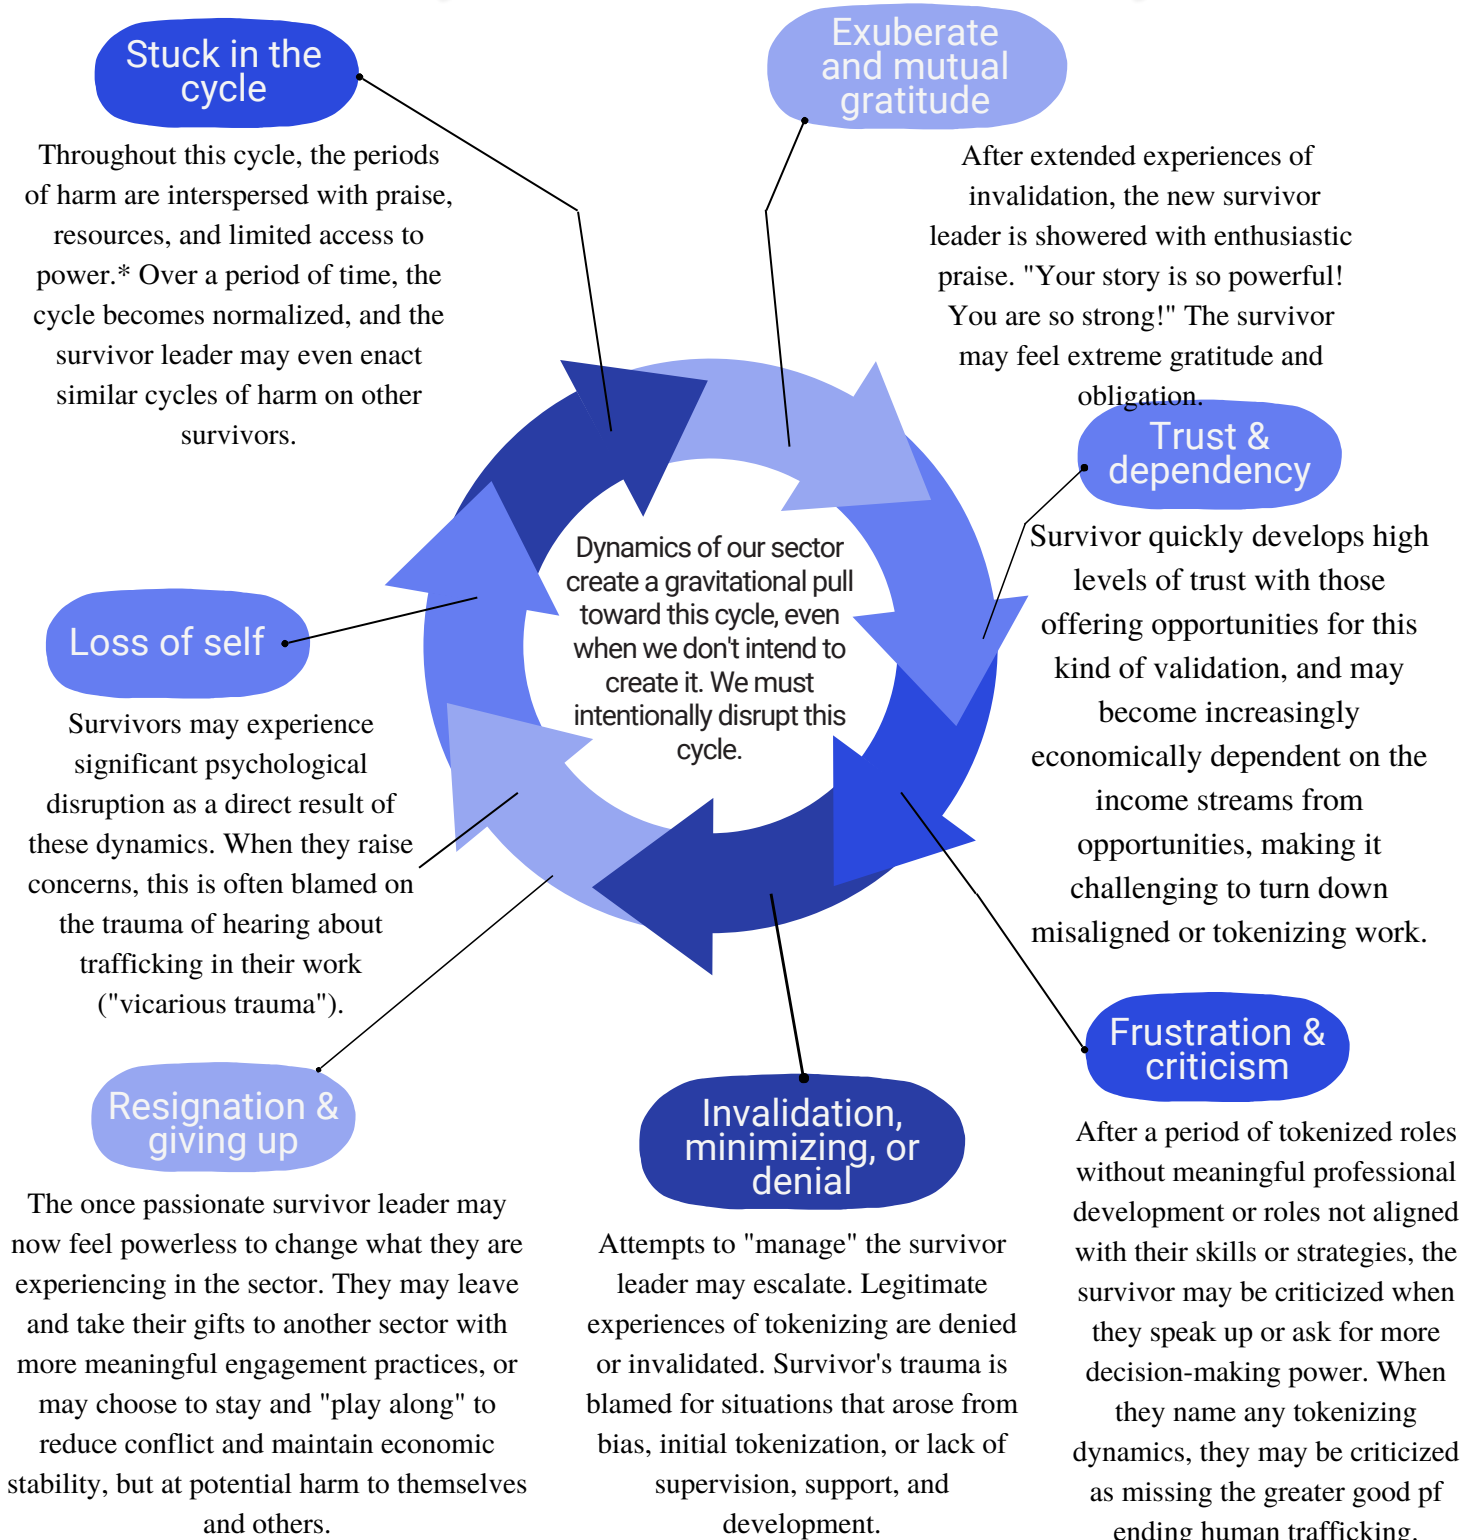 Stuck in the
cycle
Throughout this cycle, the periods
of harm are interspersed with praise,
resources, and limited access to
power.* Over a period of time, the
cycle becomes normalized, and the
survivor leader may even enact
similar cycles of harm on other
survivors.
Exuberate
and mutual
gratitude
After extended experiences of
invalidation, the new survivor
leader is showered with enthusiastic
praise. "Your story is so powerful!
You are so strong!" The survivor
may feel extreme gratitude and
obligation.
Trust &
dependency
Survivor quickly develops high
levels of trust with those
offering opportunities for this
kind of validation, and may
become increasingly
economically dependent on the
income streams from
opportunities, making it
challenging to turn down
misaligned or tokenizing work.
Dynamics of our sector
create a gravitational pull
toward this cycle, even
when we don't intend to
create it. We must
intentionally disrupt this
cycle.
Loss of self
Survivors may experience
significant psychological
disruption as a direct result of
these dynamics. When they raise
concerns, this is often blamed on
the trauma of hearing about
trafficking in their work
("vicarious trauma").
Frustration &
criticism
After a period of tokenized roles
without meaningful professional
development or roles not aligned
with their skills or strategies, the
survivor may be criticized when
they speak up or ask for more
decision-making power. When
they name any tokenizing
dynamics, they may be criticized
as missing the greater good pf
ending human trafficking.
Invalidation,
minimizing, or
denial
Attempts to "manage" the survivor
leader may escalate. Legitimate
experiences of tokenizing are denied
or invalidated. Survivor's trauma is
blamed for situations that arose from
bias, initial tokenization, or lack of
supervision, support, and
development.
Resignation &
giving up
The once passionate survivor leader may
now feel powerless to change what they are
experiencing in the sector. They may leave
and take their gifts to another sector with
more meaningful engagement practices, or
may choose to stay and "play along" to
reduce conflict and maintain economic
stability, but at potential harm to themselves
and others.